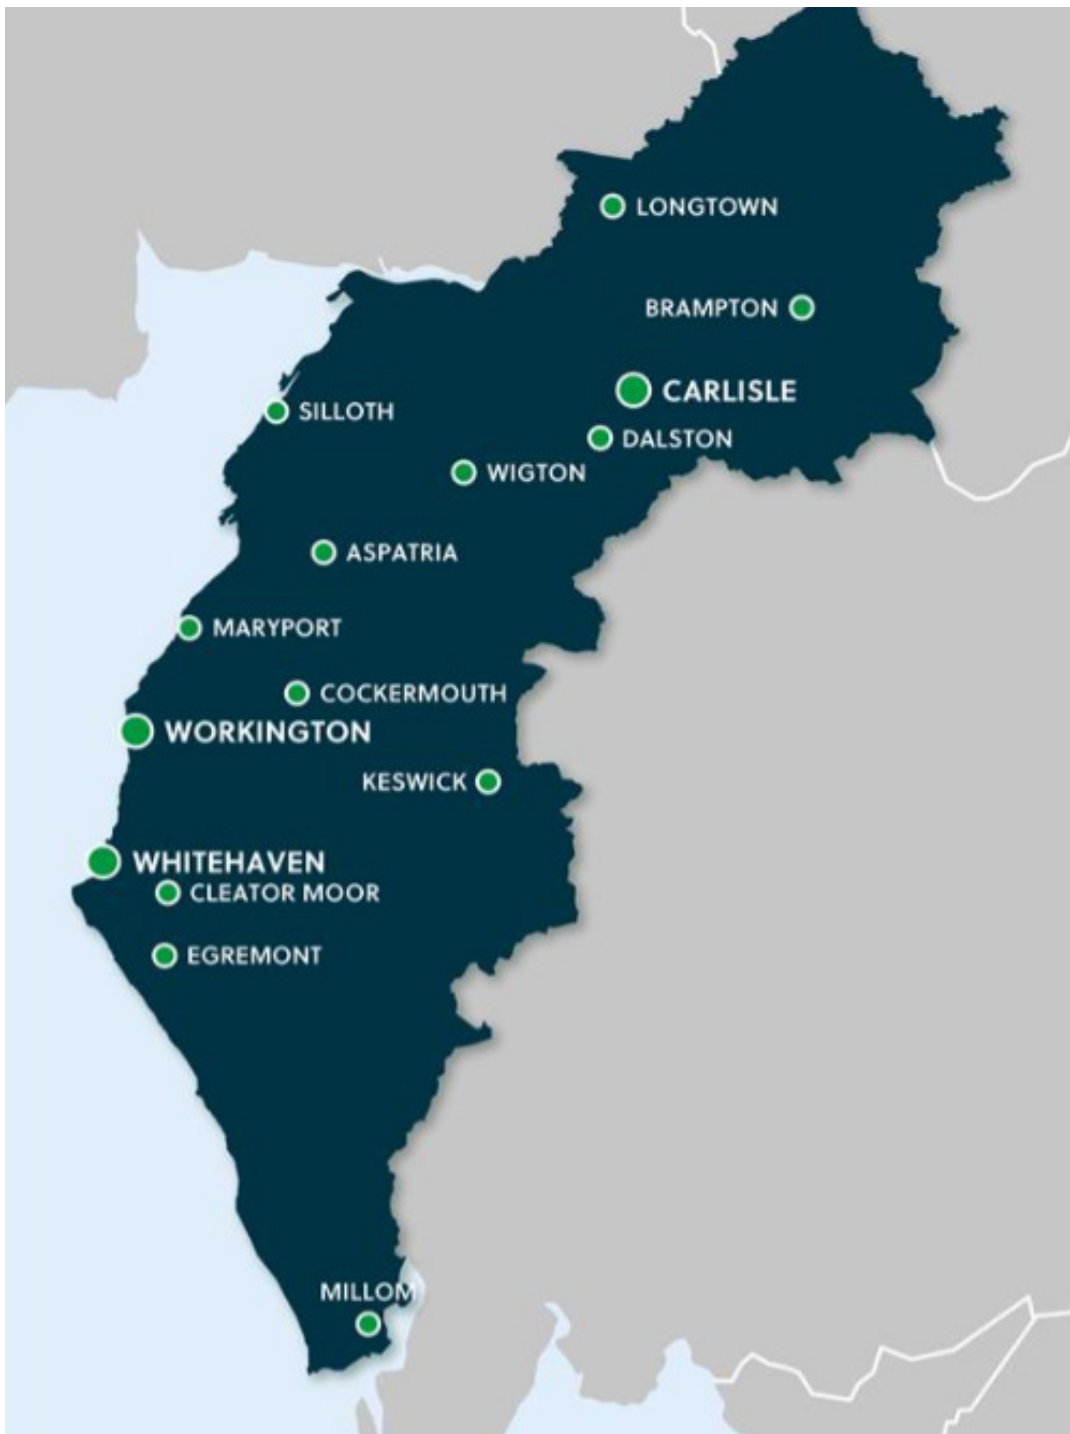 LONGTOWN
BRAMPTON
CARLISLE
SILLOTH
DALSTON
WIGTON
ASPATRIA
MARYPORT
COCKERMOUTH
WORKINGTON
KESWICK
WHITEHAVEN
CLEATOR MOOR
EGREMONT
MILLOM